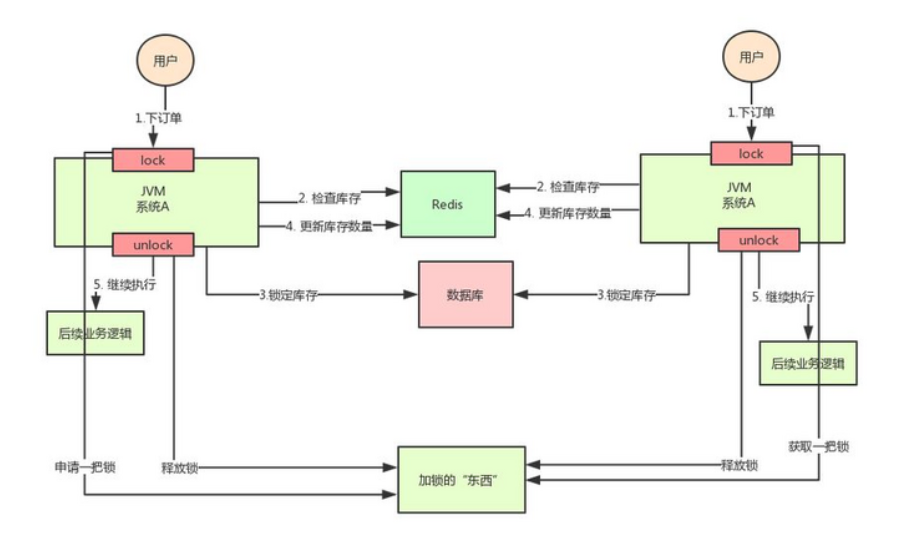 用户
用户
1.下订单
1.下订单
lock
lock
JVM
系统A
JVM
系统A
2. 检查库存
Redis
2. 检查库存
4. 更新库存数量
4. 更新库存数量
unlock
unlock
5. 继续执行
3.锁定库存
数据库
3.锁定库存
5. 继续执行
后续业务逻辑
后续业务逻辑
申请一把锁
释放锁
加锁的“东西”
释放锁
获取一把锁